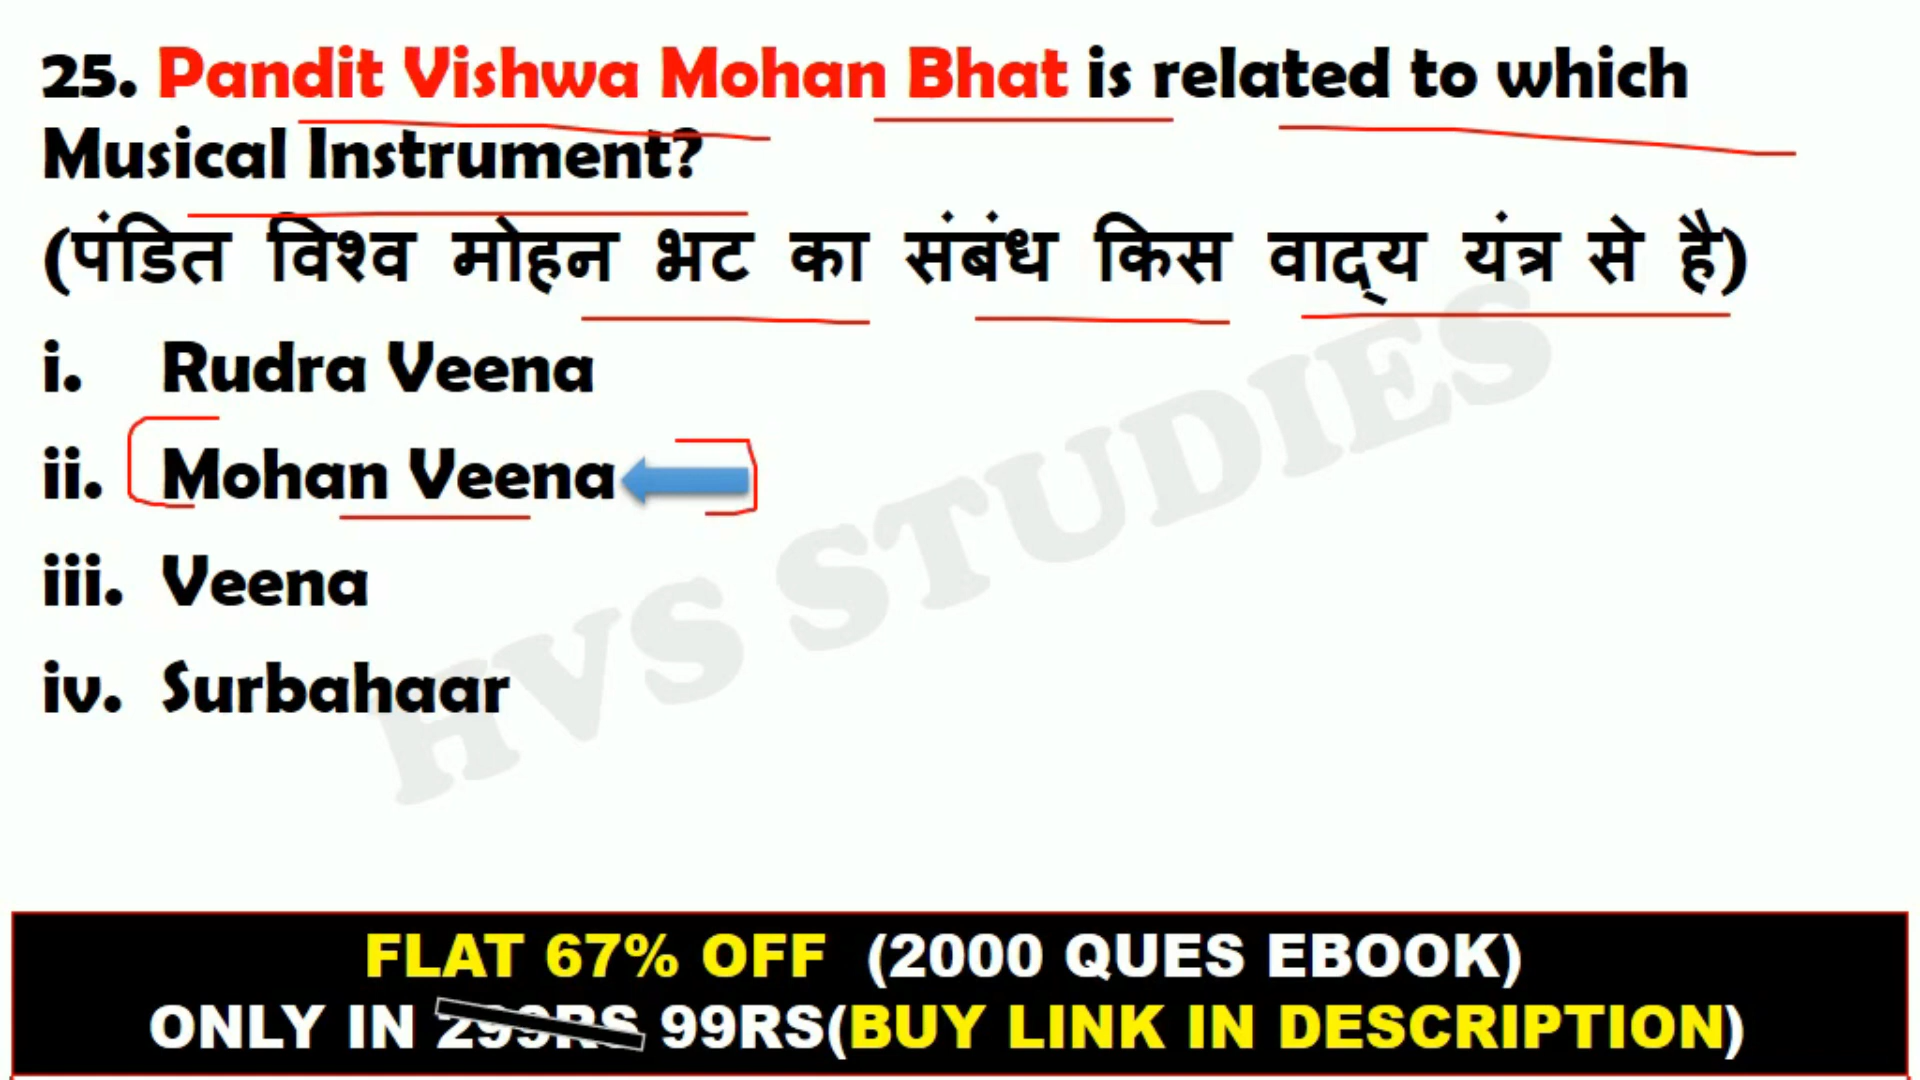 25. Pandit Vishwa Mohan Bhat is related to which
Musical Instrument?
(पंडित विश्व मोहन भट का संबंध किस वाद्य यंत्र से है)
i. Rudra Veena
ii. Mohan Veena
iii. Veena
iv. Surbahaar
HVS STUDIES
FLAT 67% OFF (2000 QUES EBOOK)
ONLY IN 299RS 99RS(BUY LINK IN DESCRIPTION)